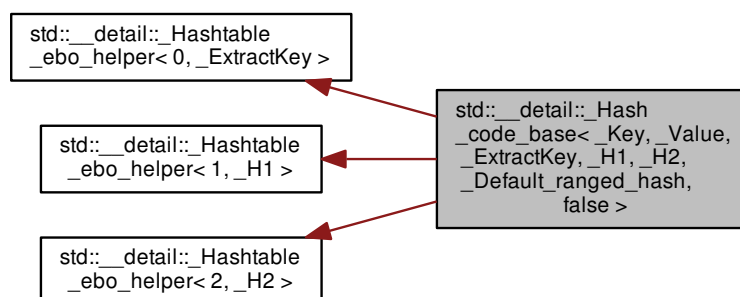 std::__detail::_Hashtable
_ebo_helper< 0, _ExtractKey >
std::__detail::_Hash
_code_base< _Key, _Value,
_ExtractKey, _H1, _H2,
_Default_ranged_hash,
false >
std::__detail::_Hashtable
_ebo_helper< 1, _H1 >
std::__detail::_Hashtable
_ebo_helper< 2, _H2 >